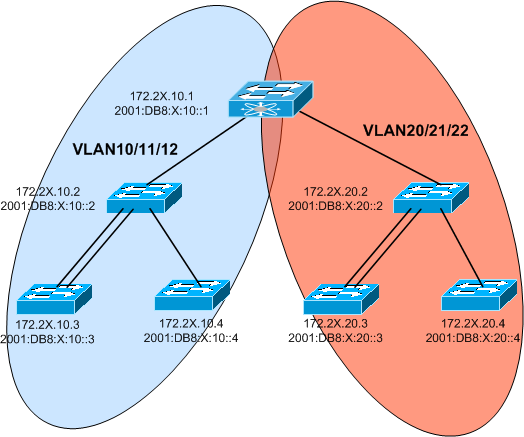 172.2X.10.1
2001:DB8:X:10::1
VLAN10/11/12
VLAN20/21/22
172.2X.10.2
2001:DB8:X:10::2
172.2X.20.2
2001:DB8:X:20::2
172.2X.10.3
2001:DB8:X:10::3
172.2X.10.4
2001:DB8:X:10::4
172.2X.20.3
2001:DB8:X:20::3
172.2X.20.4
2001:DB8:X:20::4